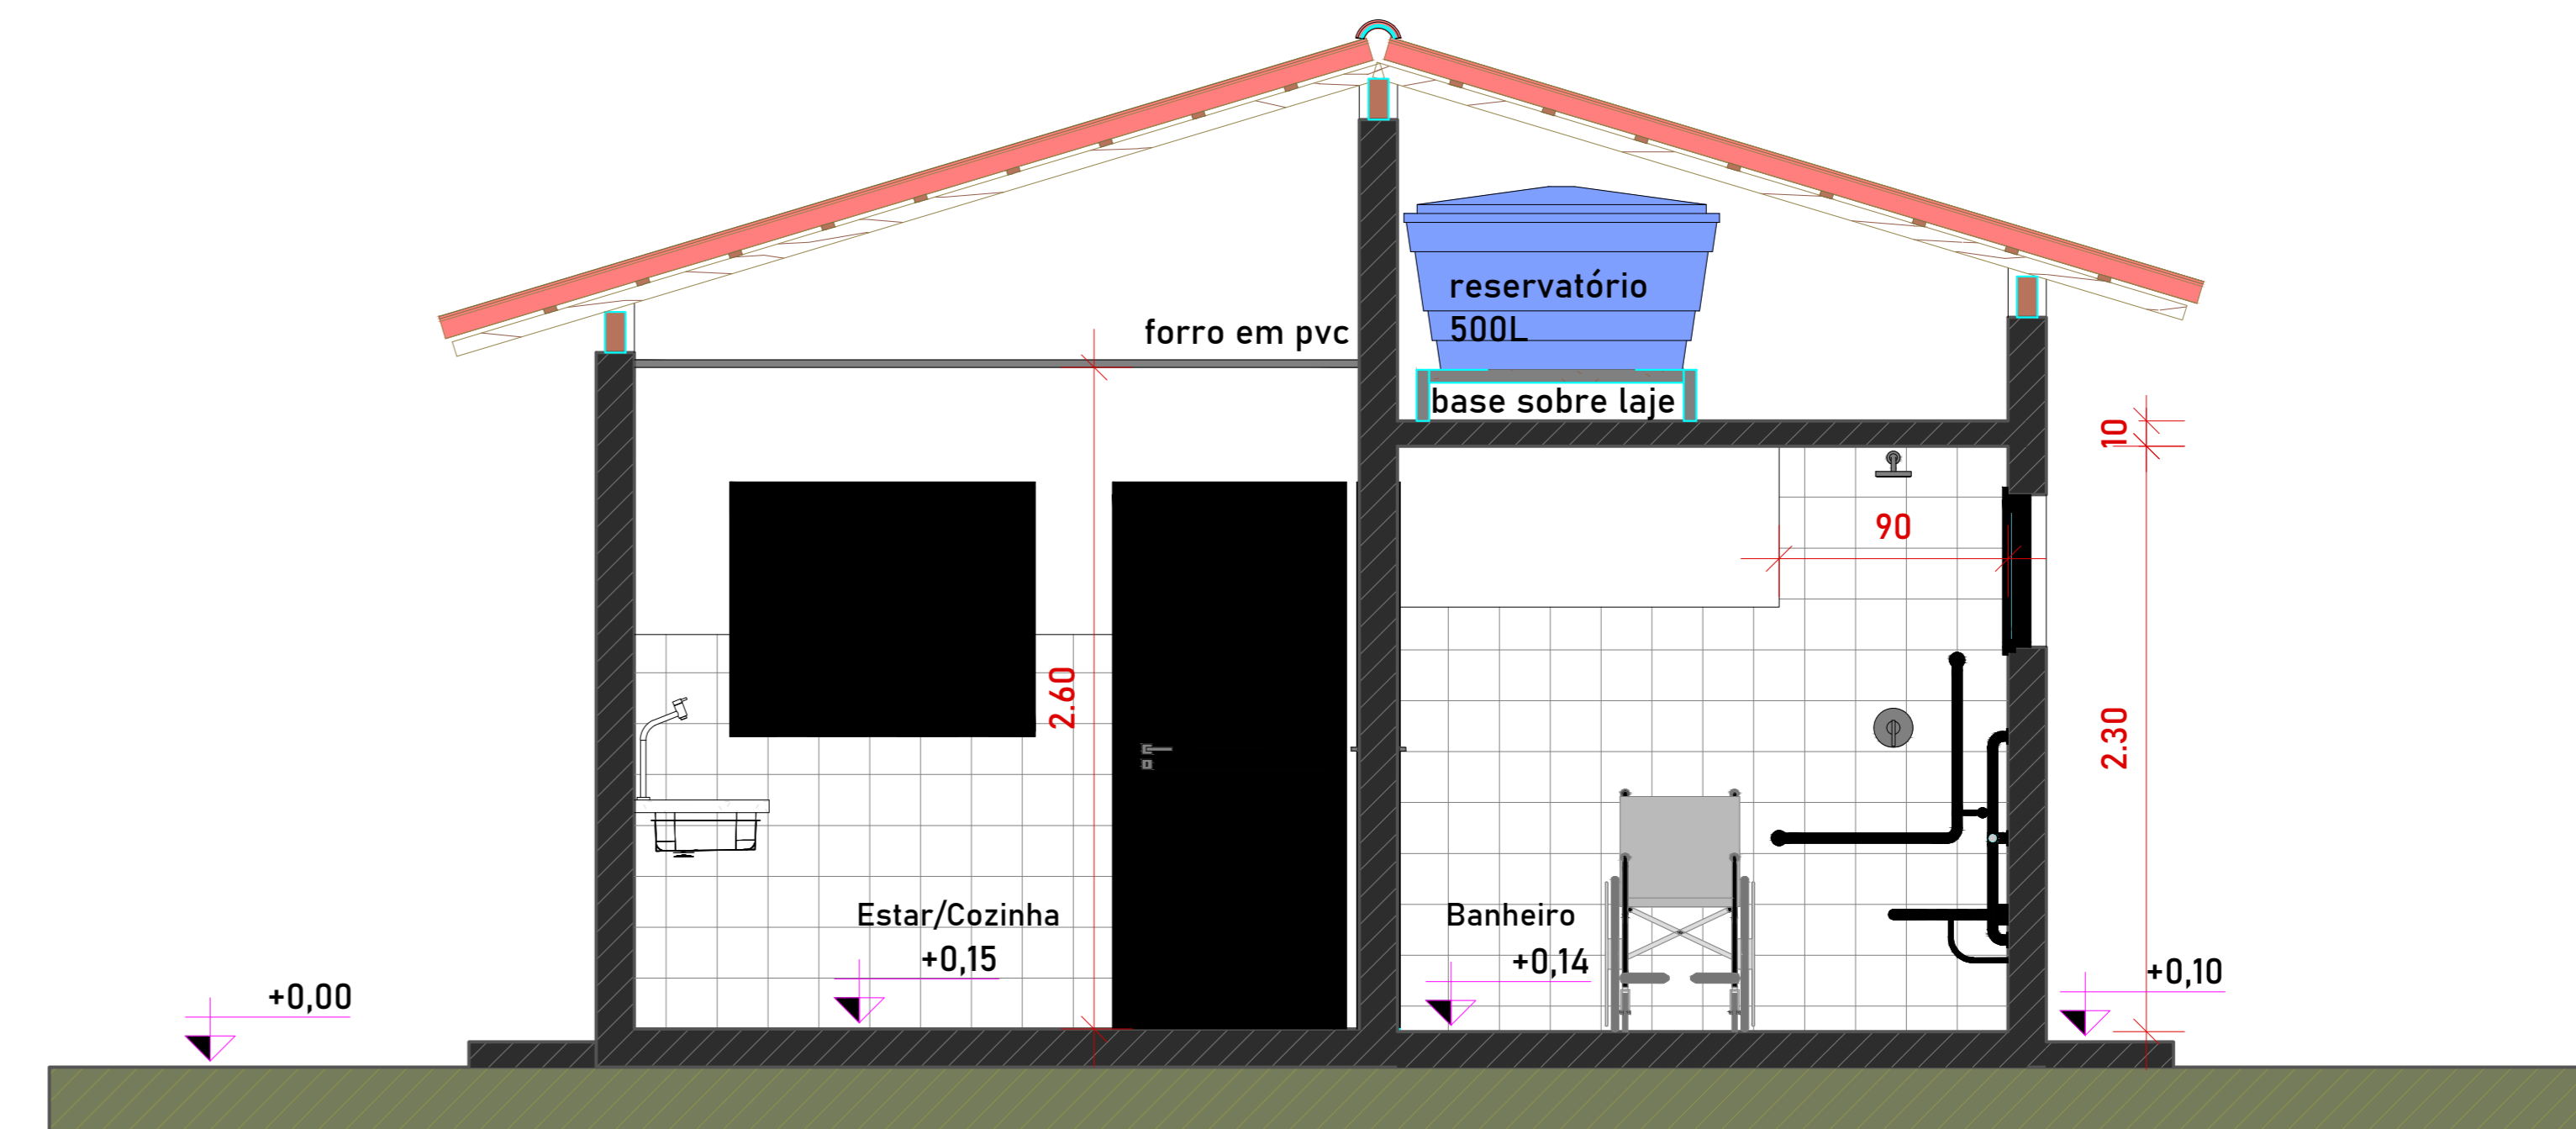 forro em pvc
reservatório
500L
base sobre laje
10
90
2.60
2.30
Estar/Cozinha
+0,15
Banheiro
+0,14
+0,00
+0,10